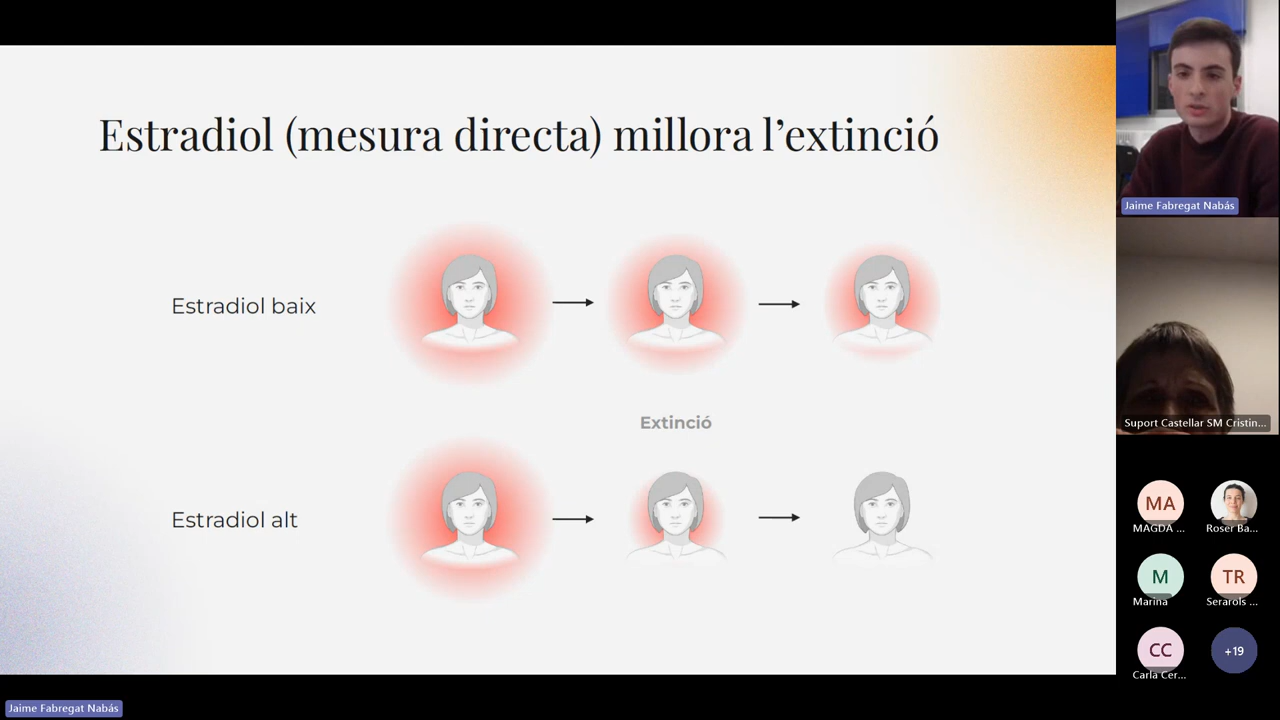 Estradiol (mesura directa) millora l’extinció
Estradiol baix
Extinció
Estradiol alt
Jaime Fabregat Nabás
Suport Castellar SM Cristin...
MA
MAGDA ...
Roser Ba...
M
Marina
TR
Serarols ...
CC
Carla Cer...
+19
Jaime Fabregat Nabás